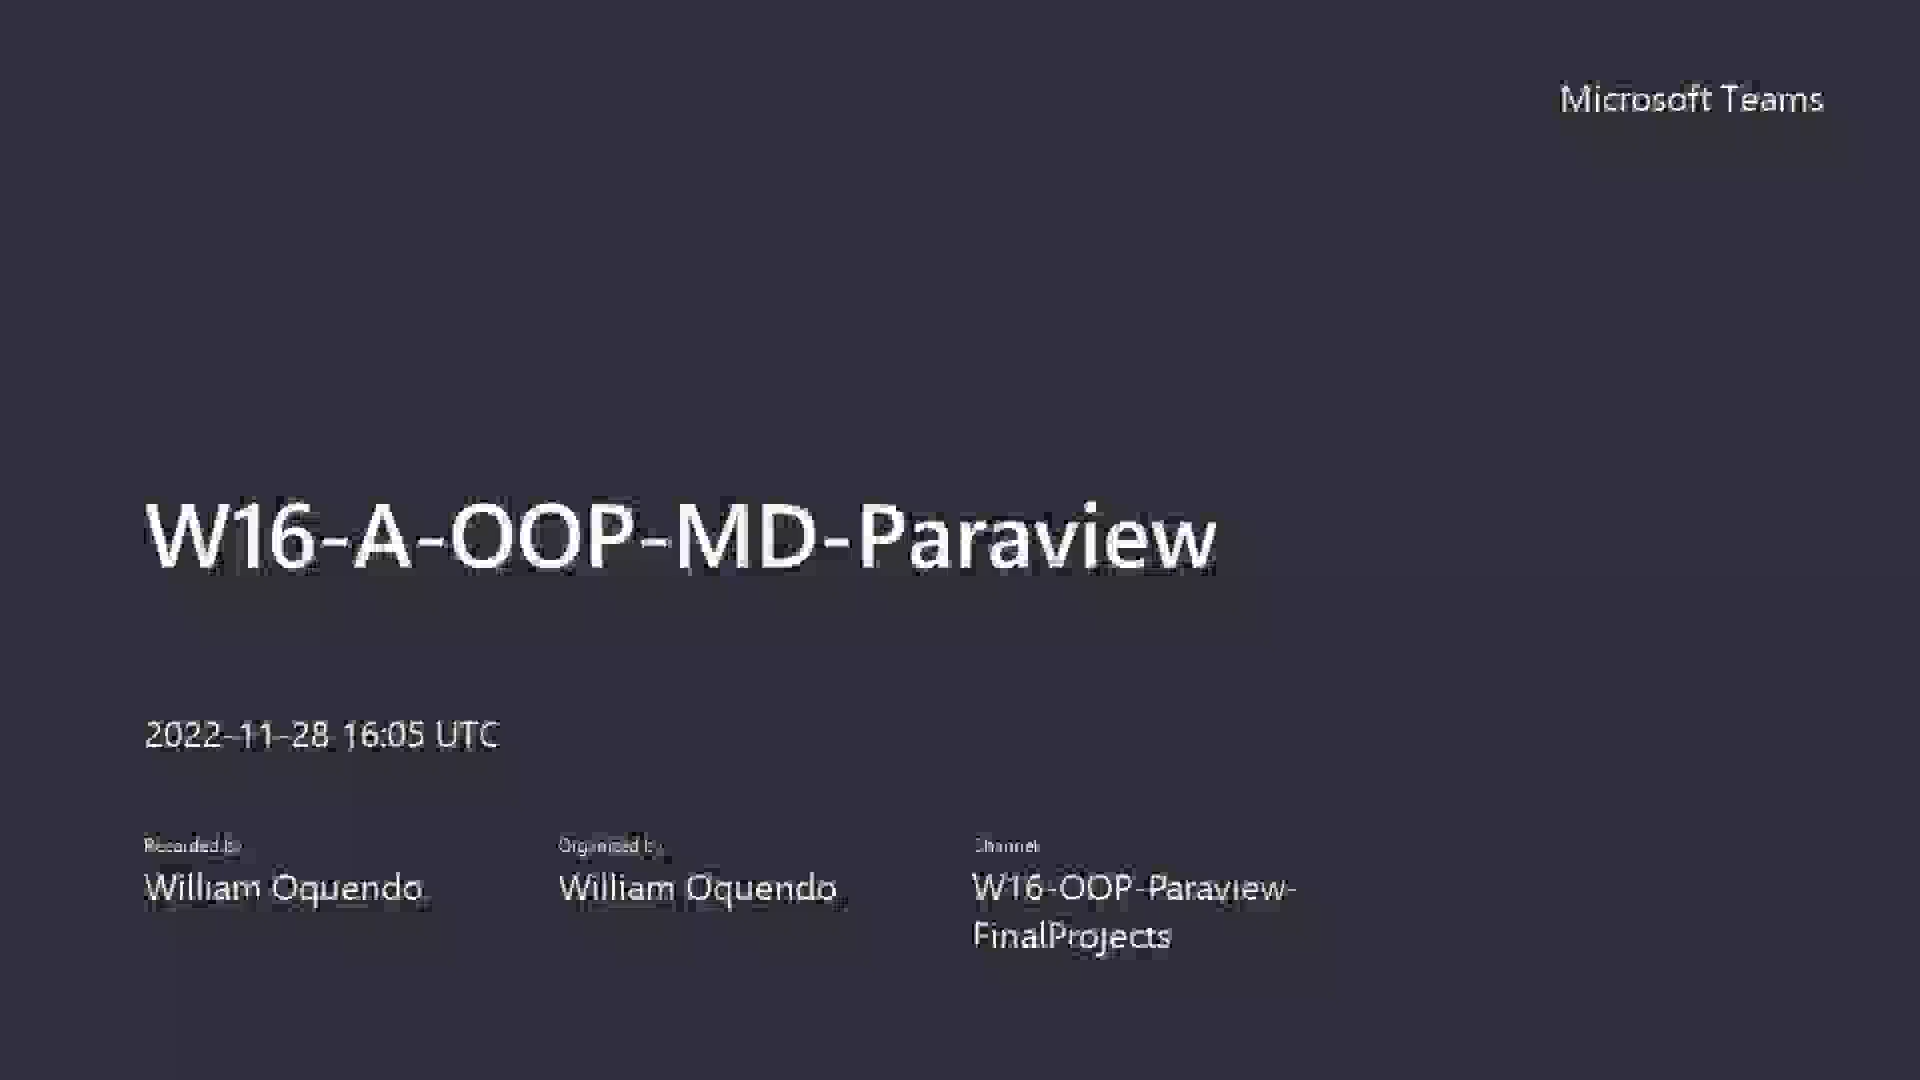 Microsoft Teams
W16-A-OOP-MD-Paraview
2022-11-28 16:05 UTC
Recorded by
Organized by
Channel
William Oquendo
William Oquendo
W16-OOP-Paraview-
FinalProjects